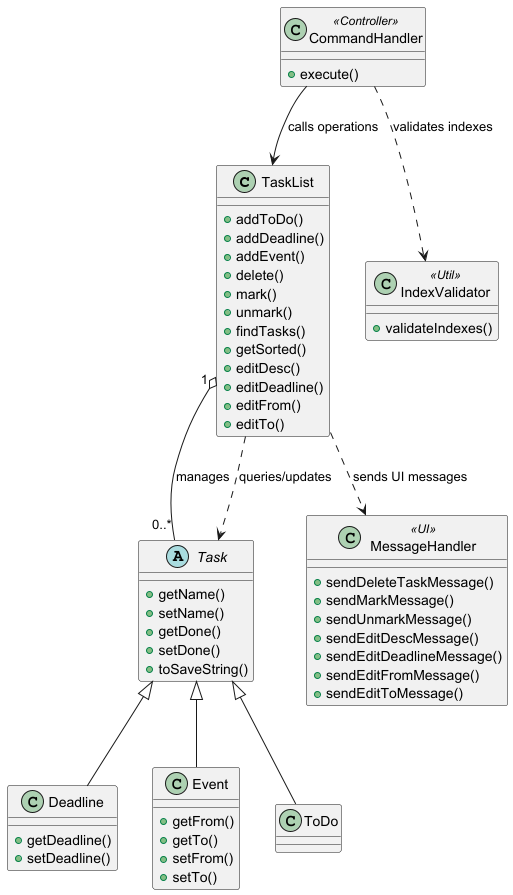 C
«Controller»
CommandHandler
execute()
calls operations
validates indexes
C
TaskList
addToDo()
addDeadline()
addEvent()
delete()
mark()
unmark()
findTasks()
getSorted()
editDesc()
editDeadline()
editFrom()
editTo()
C
«Util»
IndexValidator
validateIndexes()
1
manages
queries/updates
sends UI messages
0..*
A
Task
getName()
setName()
getDone()
setDone()
toSaveString()
C
«UI»
MessageHandler
sendDeleteTaskMessage()
sendMarkMessage()
sendUnmarkMessage()
sendEditDescMessage()
sendEditDeadlineMessage()
sendEditFromMessage()
sendEditToMessage()
C
Deadline
getDeadline()
setDeadline()
C
Event
getFrom()
getTo()
setFrom()
setTo()
C
ToDo